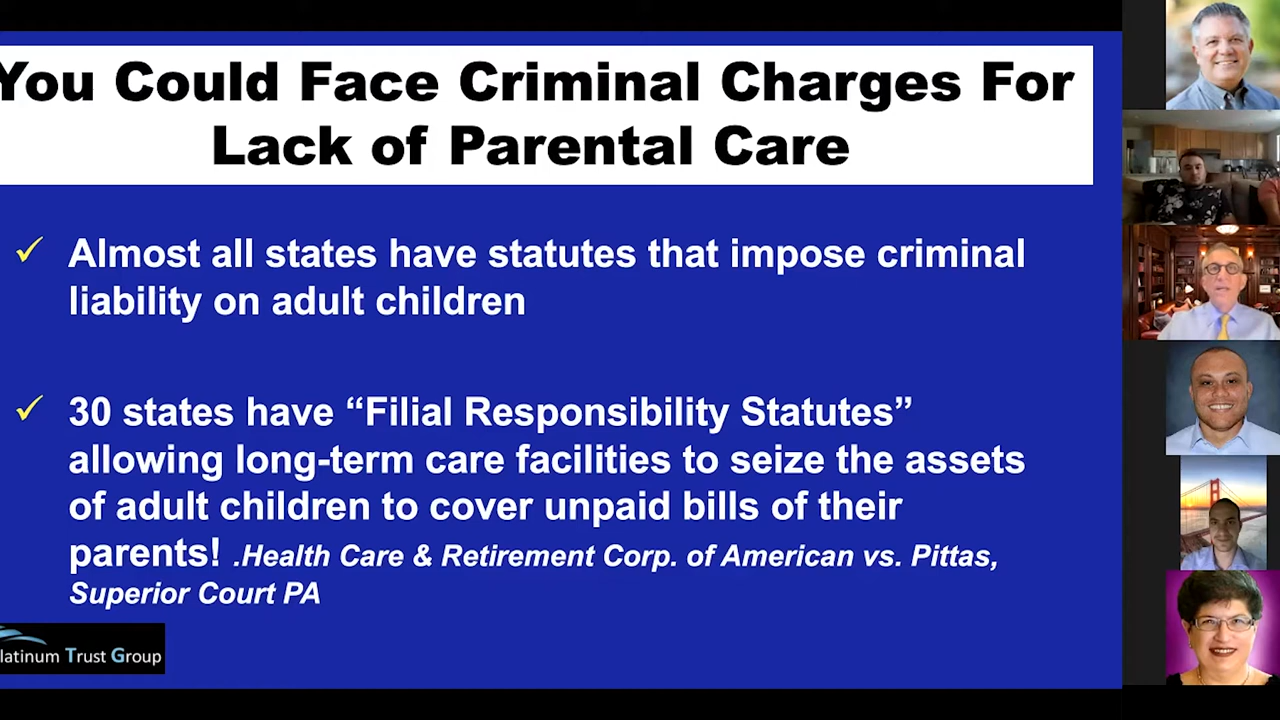 You Could Face Criminal Charges For
Lack of Parental Care
✓ Almost all states have statutes that impose criminal
liability on adult children
✓ 30 states have “Filial Responsibility Statutes”
allowing long-term care facilities to seize the assets
of adult children to cover unpaid bills of their
parents! .Health Care & Retirement Corp. of American vs. Pittas,
Superior Court PA
latinum Trust Group